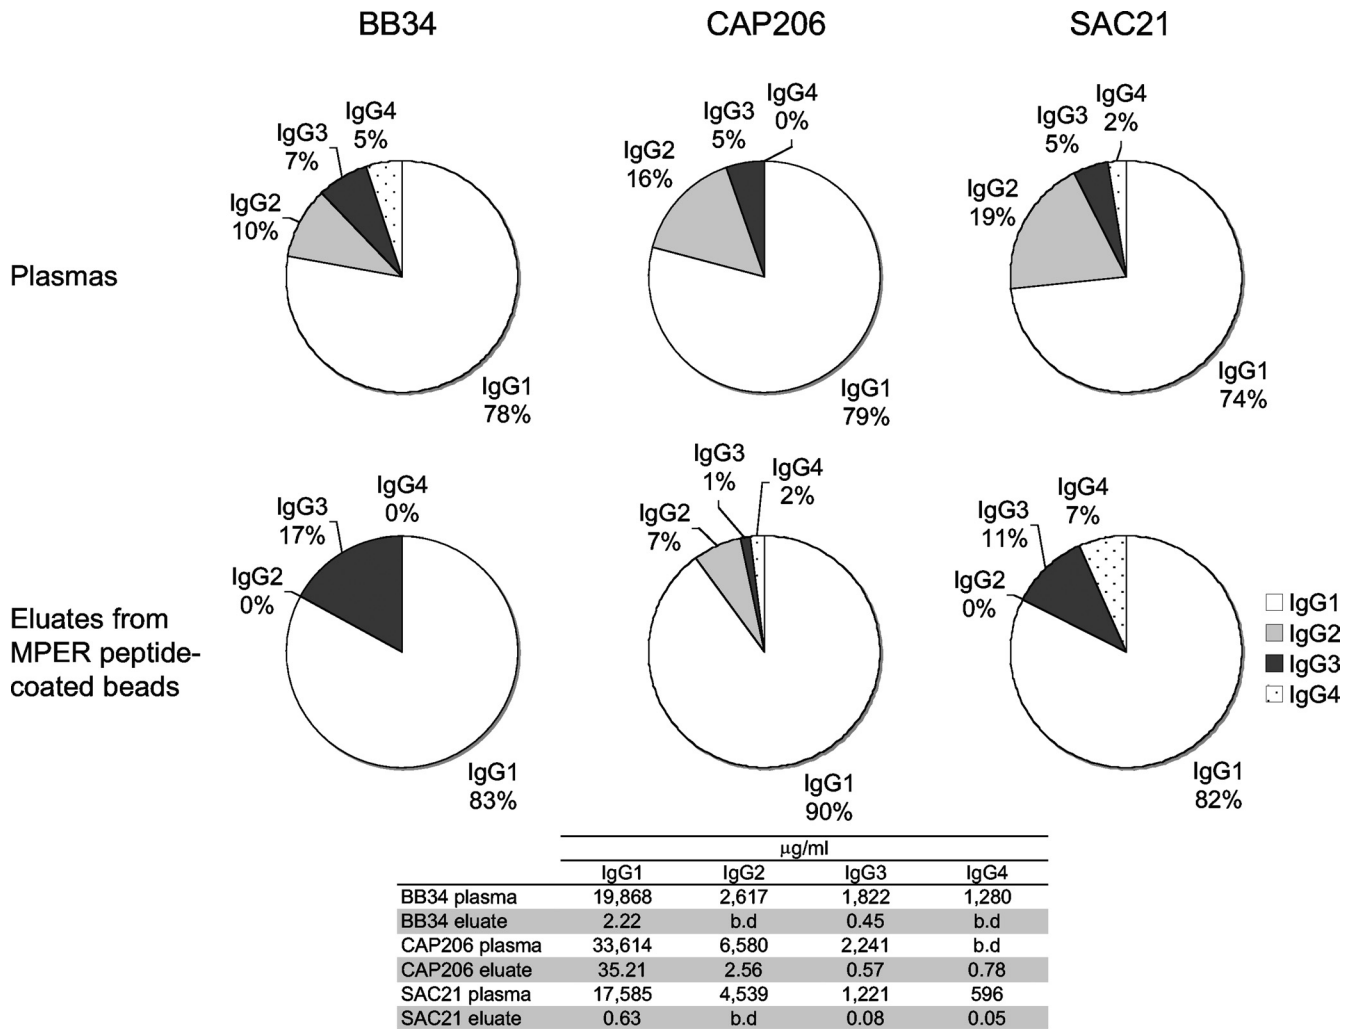 BB34
CAP206
SAC21
Plasmas
IgG4
5%
IgG3
7%
IgG2
10%
IgG1
78%
IgG4
0%
IgG3
5%
IgG2
16%
IgG1
79%
IgG4
2%
IgG3
5%
IgG2
19%
IgG1
74%
Eluates from
MPER peptide-
coated beads
IgG4
0%
IgG3
17%
IgG2
0%
IgG1
83%
IgG3
1%
IgG4
2%
IgG2
7%
IgG1
90%
IgG4
7%
IgG3
11%
IgG2
0%
IgG1
82%
IgG1
IgG2
IgG3
IgG4
µg/ml
IgG1 IgG2 IgG3 IgG4
BB34 plasma 19,868 2,617 1,822 1,280
BB34 eluate 2.22 b.d 0.45 b.d
CAP206 plasma 33,614 6,580 2,241 b.d
CAP206 eluate 35.21 2.56 0.57 0.78
SAC21 plasma 17,585 4,539 1,221 596
SAC21 eluate 0.63 b.d 0.08 0.05